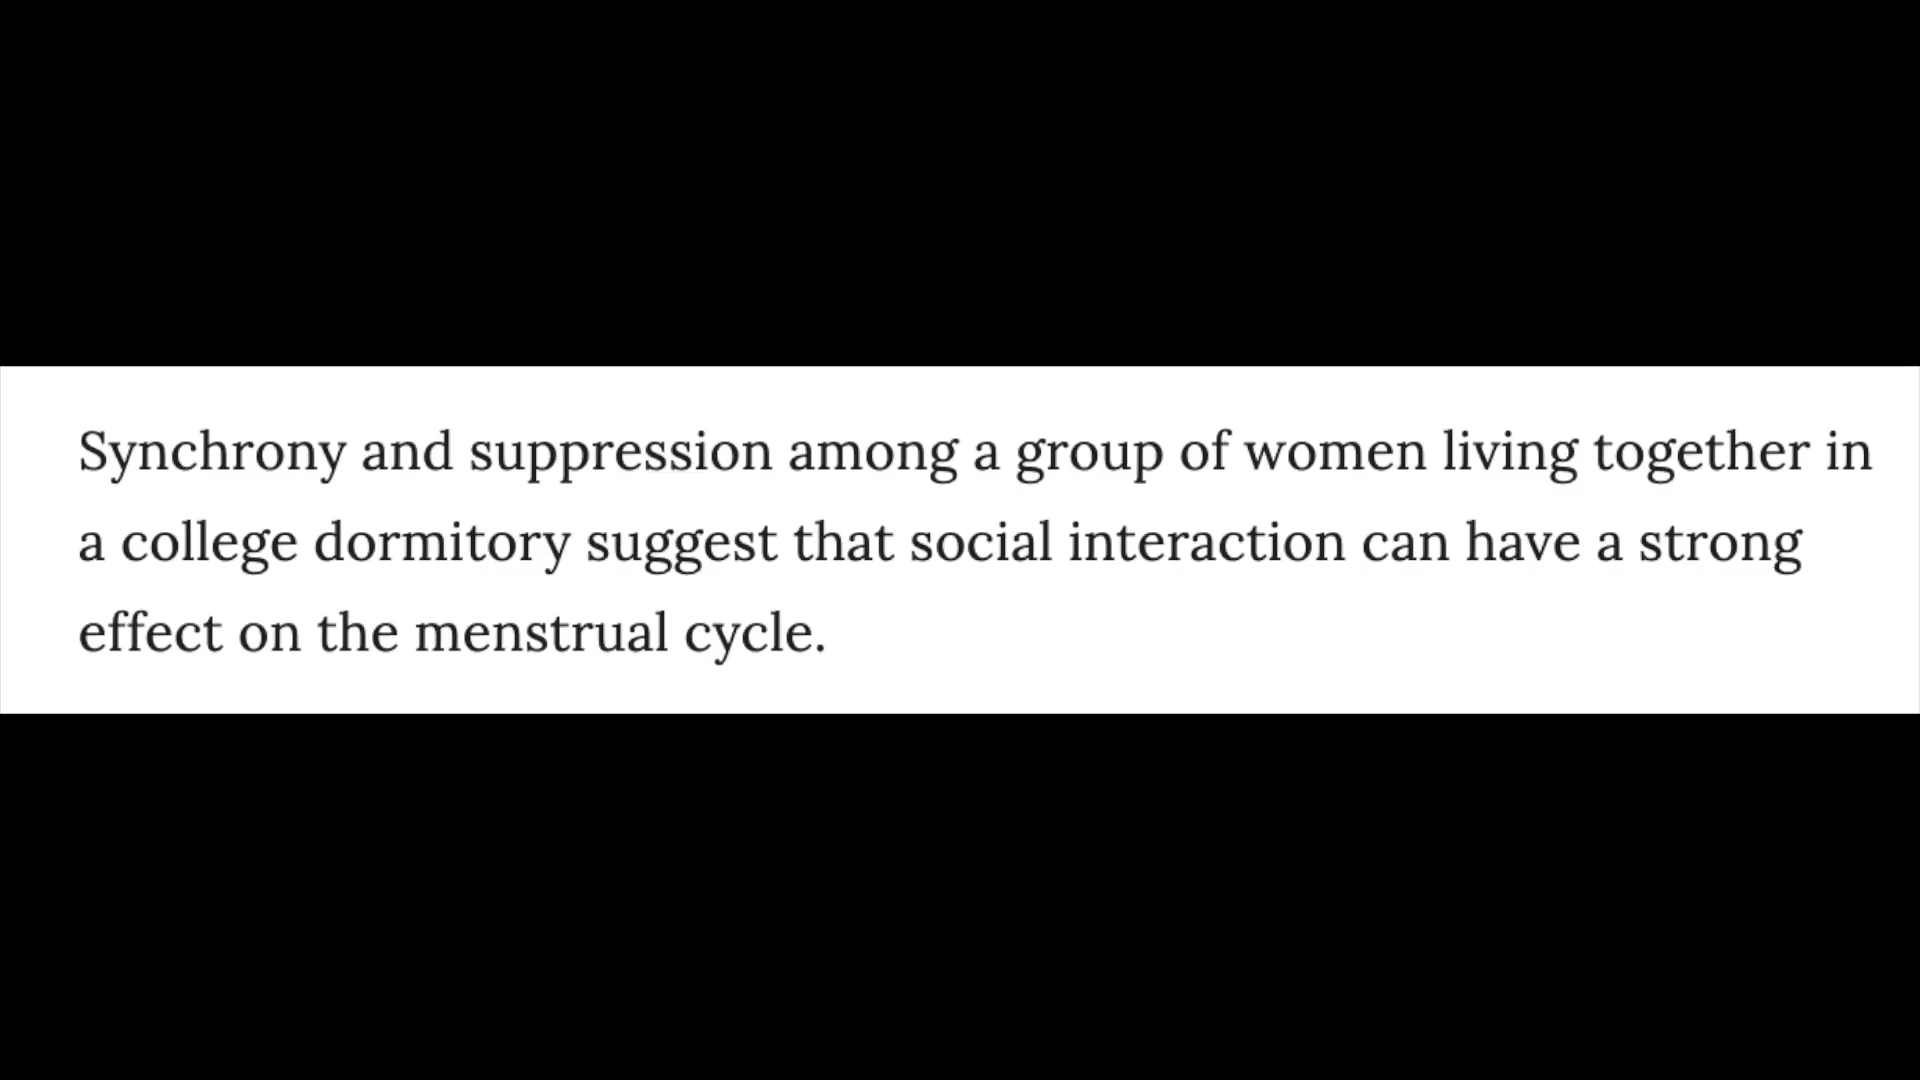 Synchrony and suppression among a group of women living together in
a college dormitory suggest that social interaction can have a strong
effect on the menstrual cycle.